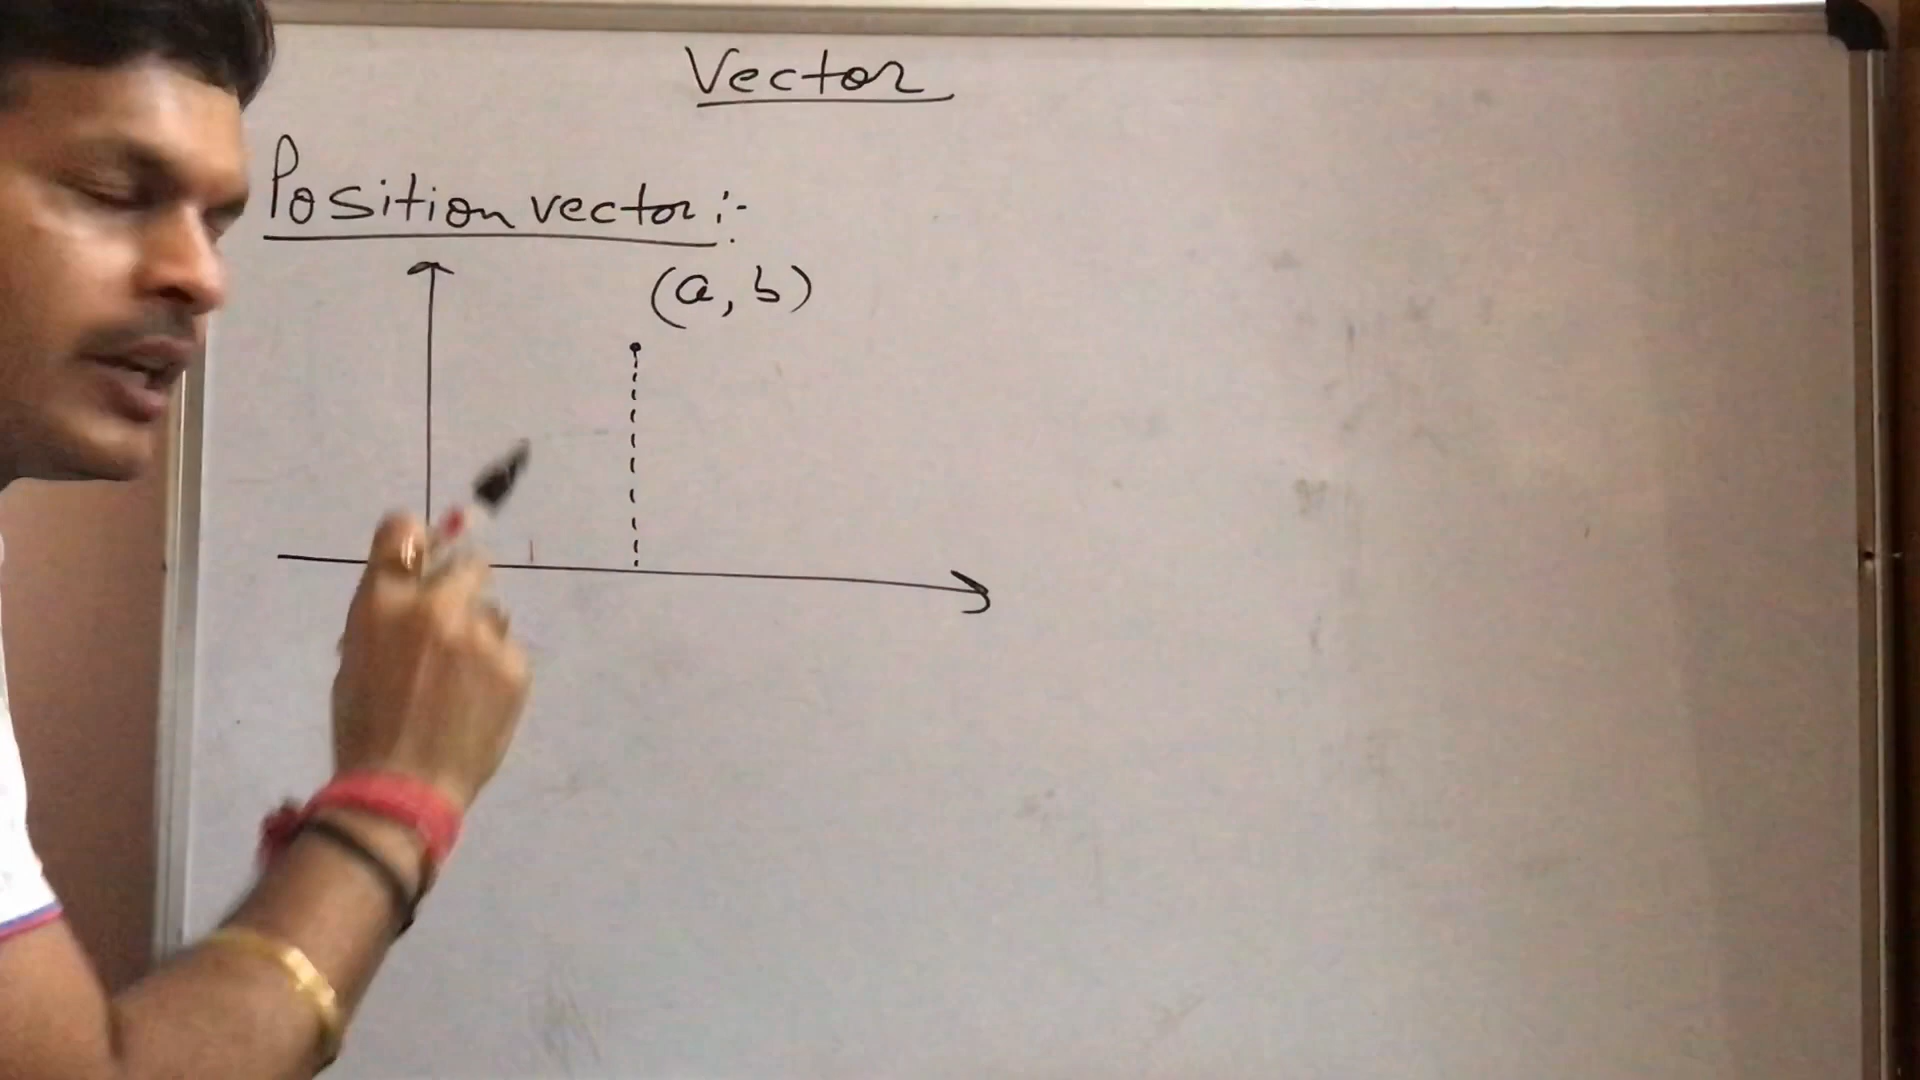 Vector
Position vector :-
(a, b)